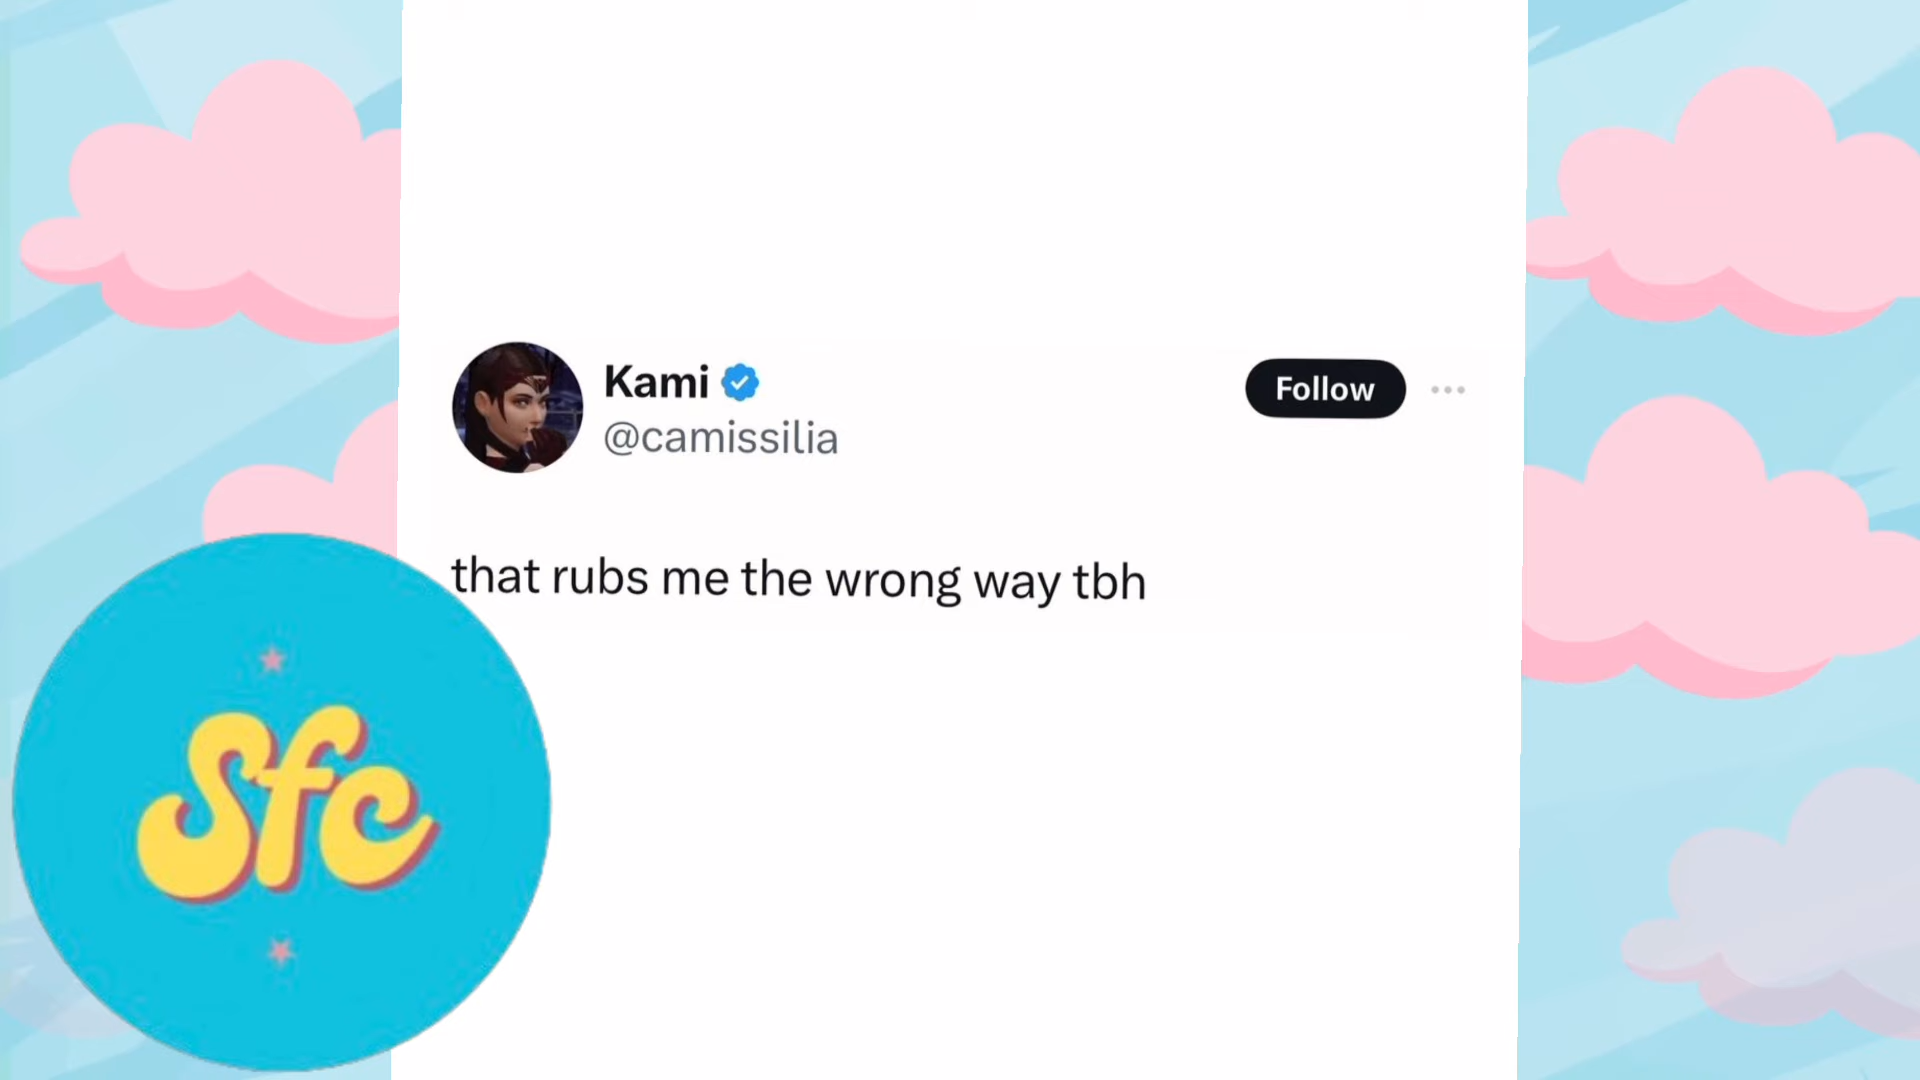 Kami
@camissilia
Follow
that rubs me the wrong way tbh
Sfc